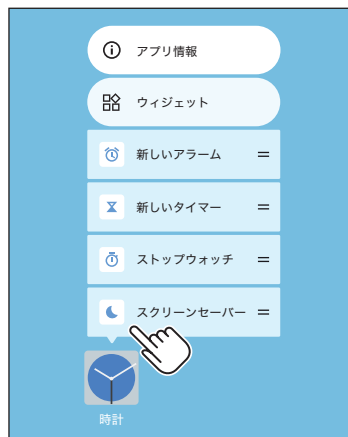 アプリ情報
ウィジェット
新しいアラーム
新しいタイマー
ストップウォッチ
スクリーンセーバー
時計